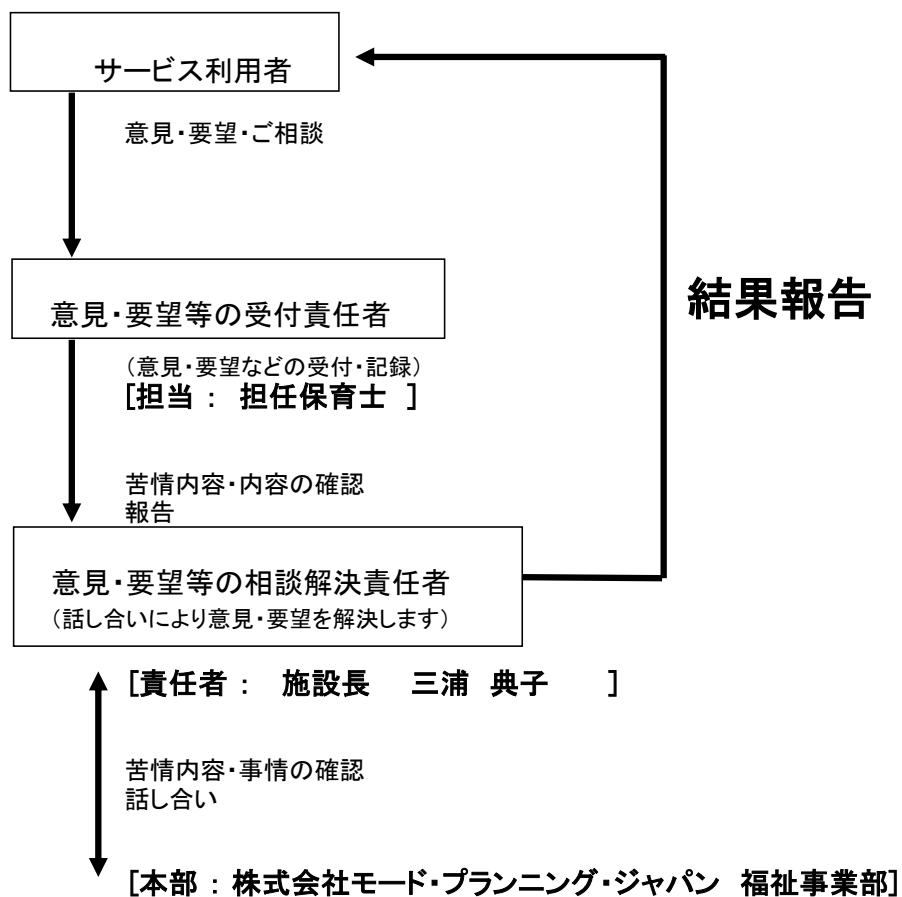 サービス利用者
意見・要望・ご相談
意見・要望等の受付責任者
（意見・要望などの受付・記録）
[担当 ： 担任保育士 ]
苦情内容・内容の確認
報告
意見・要望等の相談解決責任者
（話し合いにより意見・要望を解決します）
[責任者 ： 施設長 三浦 典子 ]
苦情内容・事情の確認
話し合い
[本部 ： 株式会社モード・プランニング・ジャパン 福祉事業部]
結果報告